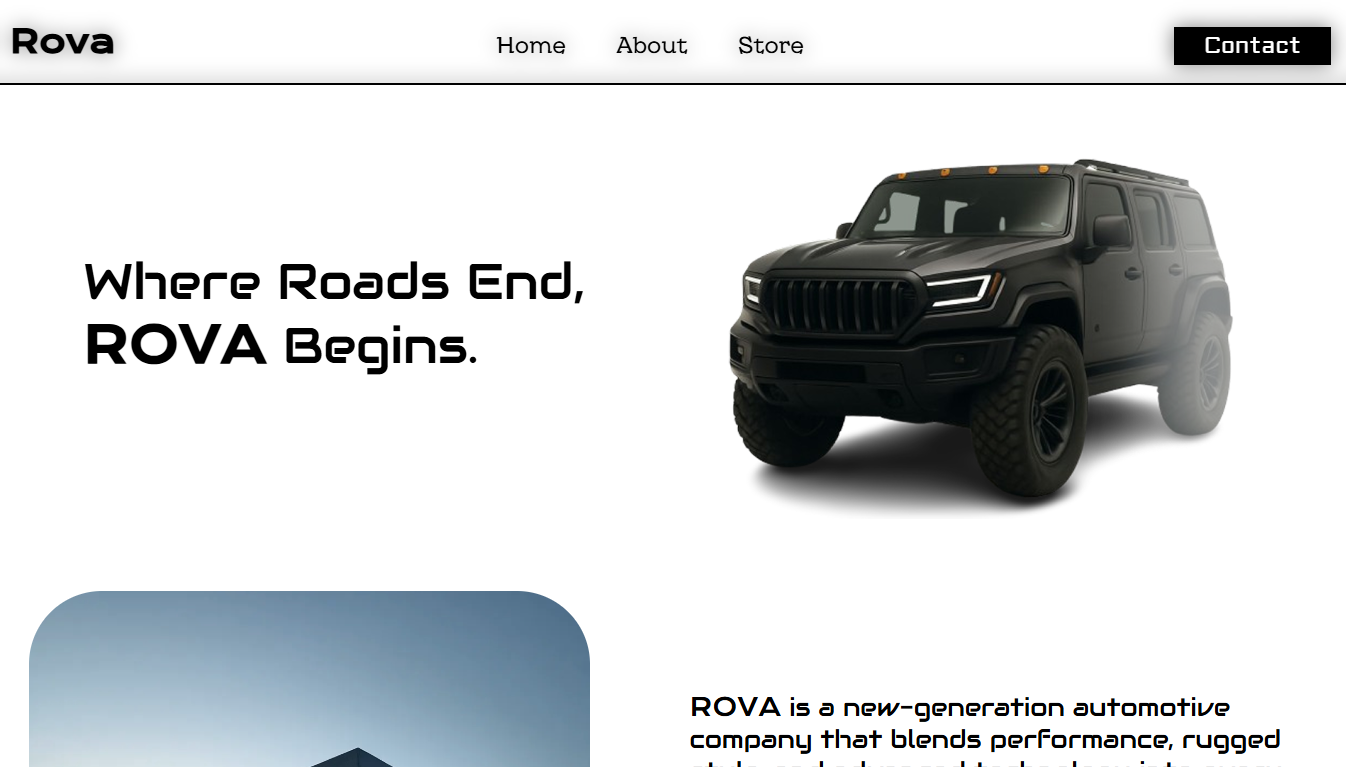 Rova
Home About Store
Contact
Where Roads End,
ROVA Begins.
ROVA is a new-generation automotive
company that blends performance, rugged